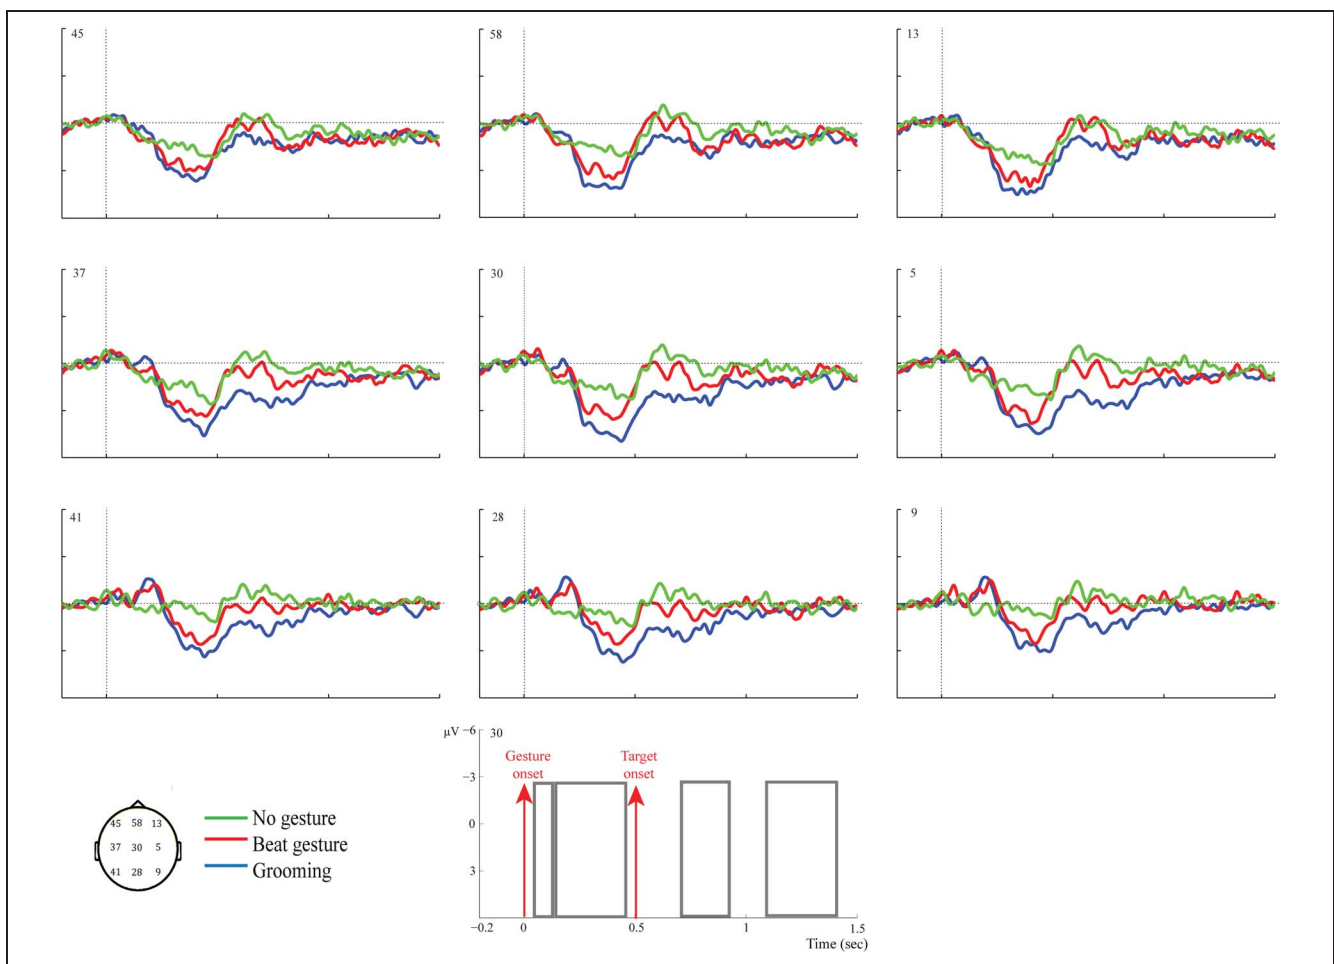 45
58
13
37
30
5
41
28
9
µV −6
30
Gesture onset
Target onset
−3
0
3
−0.2
0
0.5
1
1.5
Time (sec)
45 58 13
37 30 5
41 28 9
No gesture
Beat gesture
Grooming